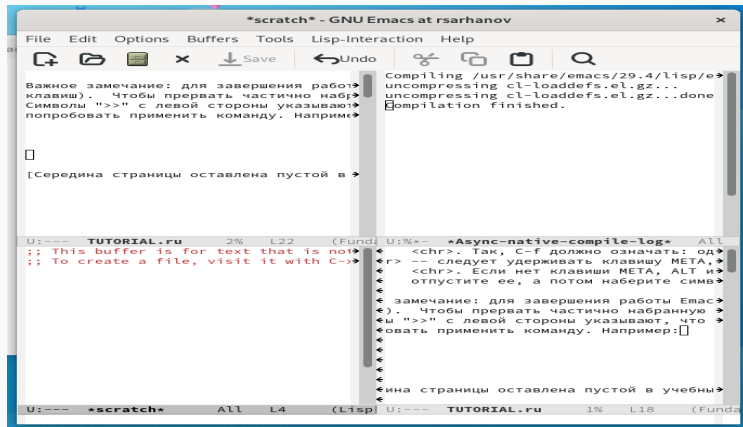 *scratch* - GNU Emacs at rsarhanov
File Edit Options Buffers Tools Lisp-Interaction Help
Save Undo
Важное замечание: для завершения работ
клавиш). Чтобы прервать частично набр
Символы ">>" с левой стороны указывают
попробовать применить команду. Наприме
[Середина страницы оставлена пустой в
U:--- TUTORIAL.ru 2% L22 (Funda
Compiling /usr/share/emacs/29.4/lisp/e
uncompressing cl-loaddefs.el.gz...
uncompressing cl-loaddefs.el.gz...done
Compilation finished.
U:%*- *Async-native-compile-log* All
;; This buffer is for text that is not
;; To create a file, visit it with C-x
U:--- *scratch* All L4 (Lisp
<chr>. Так, C-f должно означать: од
r> -- следует удерживать клавишу META,
<chr>. Если нет клавиши META, ALT и
отпустите ее, а потом наберите симв
замечание: для завершения работы Emac
). Чтобы прервать частично набранную
ы ">>" с левой стороны указывают, что
овать применить команду. Например:
ина страницы оставлена пустой в учебны
U:--- TUTORIAL.ru 1% L18 (Funda